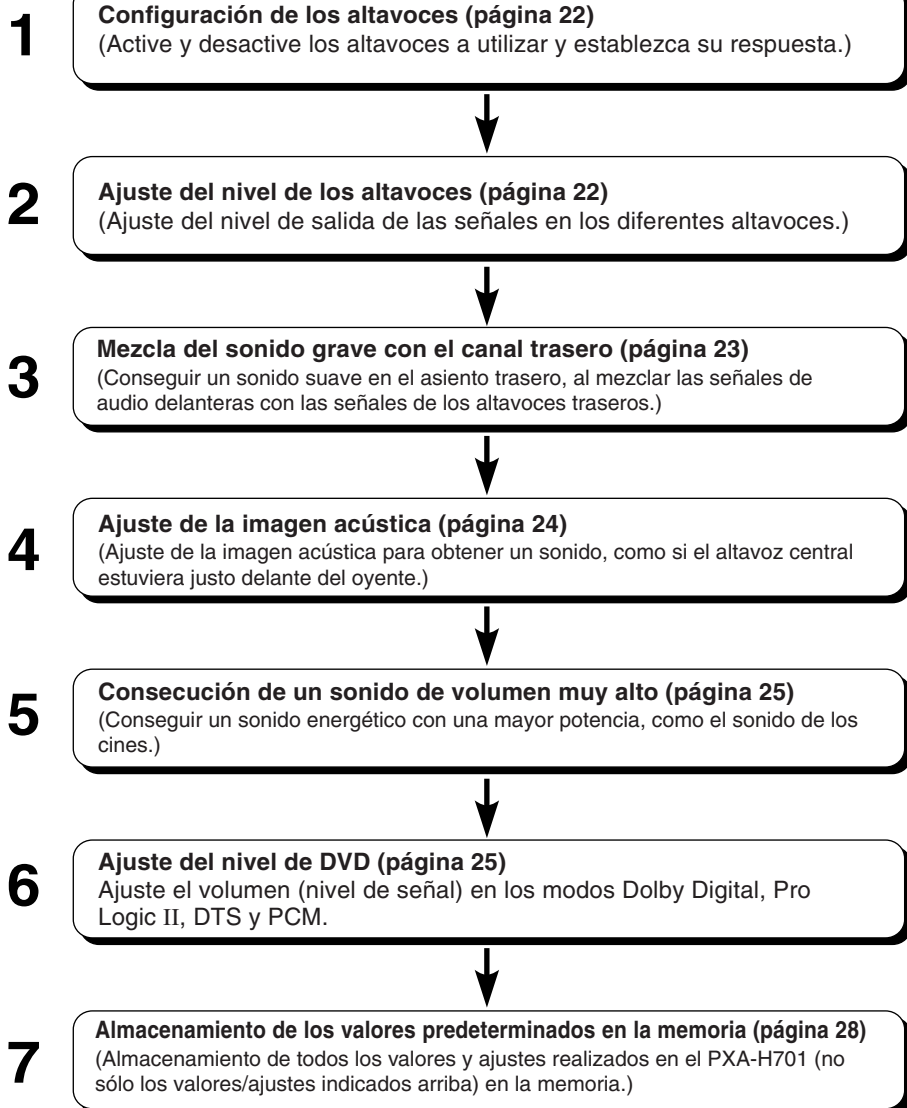 1
Configuración de los altavoces (página 22)
(Active y desactive los altavoces a utilizar y establezca su respuesta.)
2
Ajuste del nivel de los altavoces (página 22)
(Ajuste del nivel de salida de las señales en los diferentes altavoces.)
3
Mezcla del sonido grave con el canal trasero (página 23)
(Conseguir un sonido suave en el asiento trasero, al mezclar las señales de
audio delanteras con las señales de los altavoces traseros.)
4
Ajuste de la imagen acústica (página 24)
(Ajuste de la imagen acústica para obtener un sonido, como si el altavoz central
estuviera justo delante del oyente.)
5
Consecución de un sonido de volumen muy alto (página 25)
(Conseguir un sonido energético con una mayor potencia, como el sonido de los
cines.)
6
Ajuste del nivel de DVD (página 25)
Ajuste el volumen (nivel de señal) en los modos Dolby Digital, Pro
Logic II, DTS y PCM.
7
Almacenamiento de los valores predeterminados en la memoria (página 28)
(Almacenamiento de todos los valores y ajustes realizados en el PXA-H701 (no
sólo los valores/ajustes indicados arriba) en la memoria.)